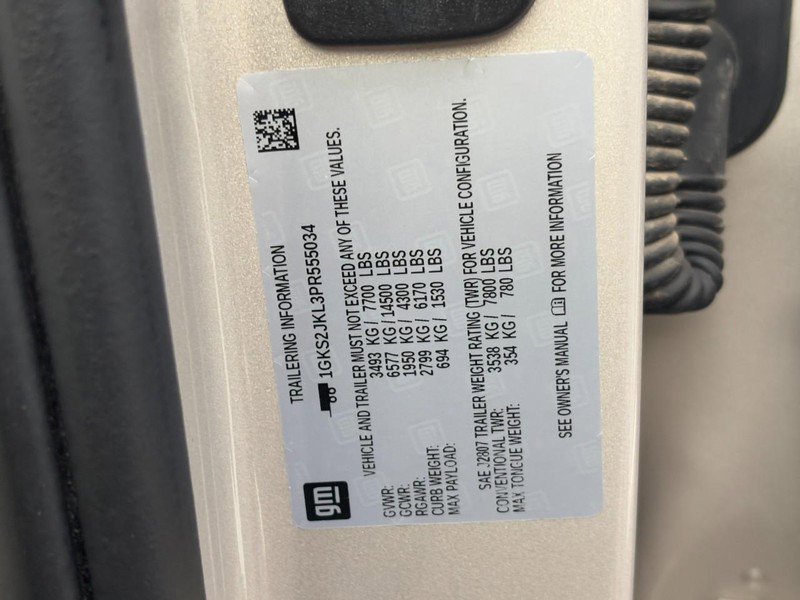 gm
TRAILERING INFORMATION
1GKS2JKL3PR555034
VEHICLE AND TRAILER MUST NOT EXCEED ANY OF THESE VALUES.
GVWR: 3493 KG / 7700 LBS
GCWR: 6577 KG /14500 LBS
RGAWR: 1950 KG / 4300 LBS
CURB WEIGHT: 2799 KG / 6170 LBS
MAX PAYLOAD: 694 KG / 1530 LBS
SAE J2807 TRAILER WEIGHT RATING (TWR) FOR VEHICLE CONFIGURATION.
CONVENTIONAL TWR: 3538 KG / 7800 LBS
MAX TONGUE WEIGHT: 354 KG / 780 LBS
SEE OWNER'S MANUAL FOR MORE INFORMATION